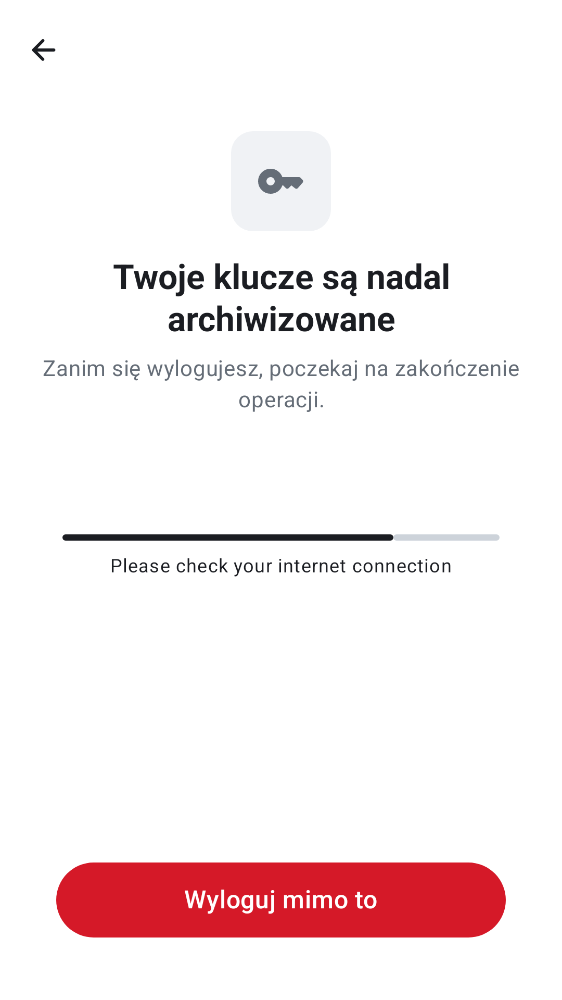 Twoje klucze są nadal
archiwizowane
Zanim się wylogujesz, poczekaj na zakończenie
operacji.
Please check your internet connection
Wyloguj mimo to